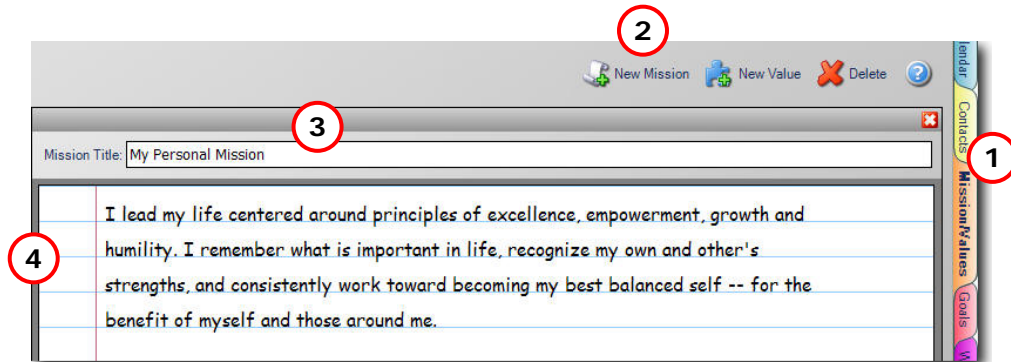 2
New Mission New Value Delete ?
3
Mission Title: My Personal Mission
I lead my life centered around principles of excellence, empowerment, growth and
humility. I remember what is important in life, recognize my own and other's
strengths, and consistently work toward becoming my best balanced self -- for the
benefit of myself and those around me.
4
lendar
Contacts
1
Mission/Values
Goals